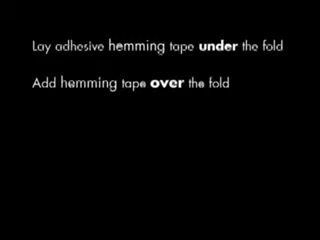 Lay adhesive hemming tape under the fold
Add hemming tape over the fold